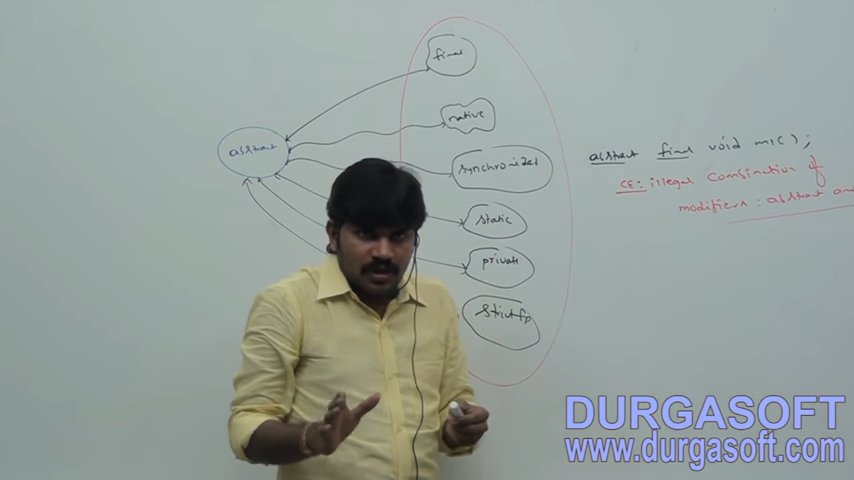 final
native
abstract
synchronized
static
private
strictfp
abstract final void m1();
CE: illegal combination of
modifiers : abstract and
DURGASOFT
www.durgasoft.com